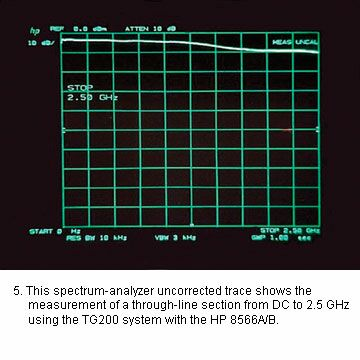 hp REF 0.0 dBm ATTEN 10 dB
10 dB/ MEAS UNCAL
STOP
2.50 GHz
START 0 Hz STOP 2.50 GHz
RES BW 10 kHz VBW 3 kHz SWP 1.00 sec
5. This spectrum-analyzer uncorrected trace shows the
measurement of a through-line section from DC to 2.5 GHz
using the TG200 system with the HP 8566A/B.